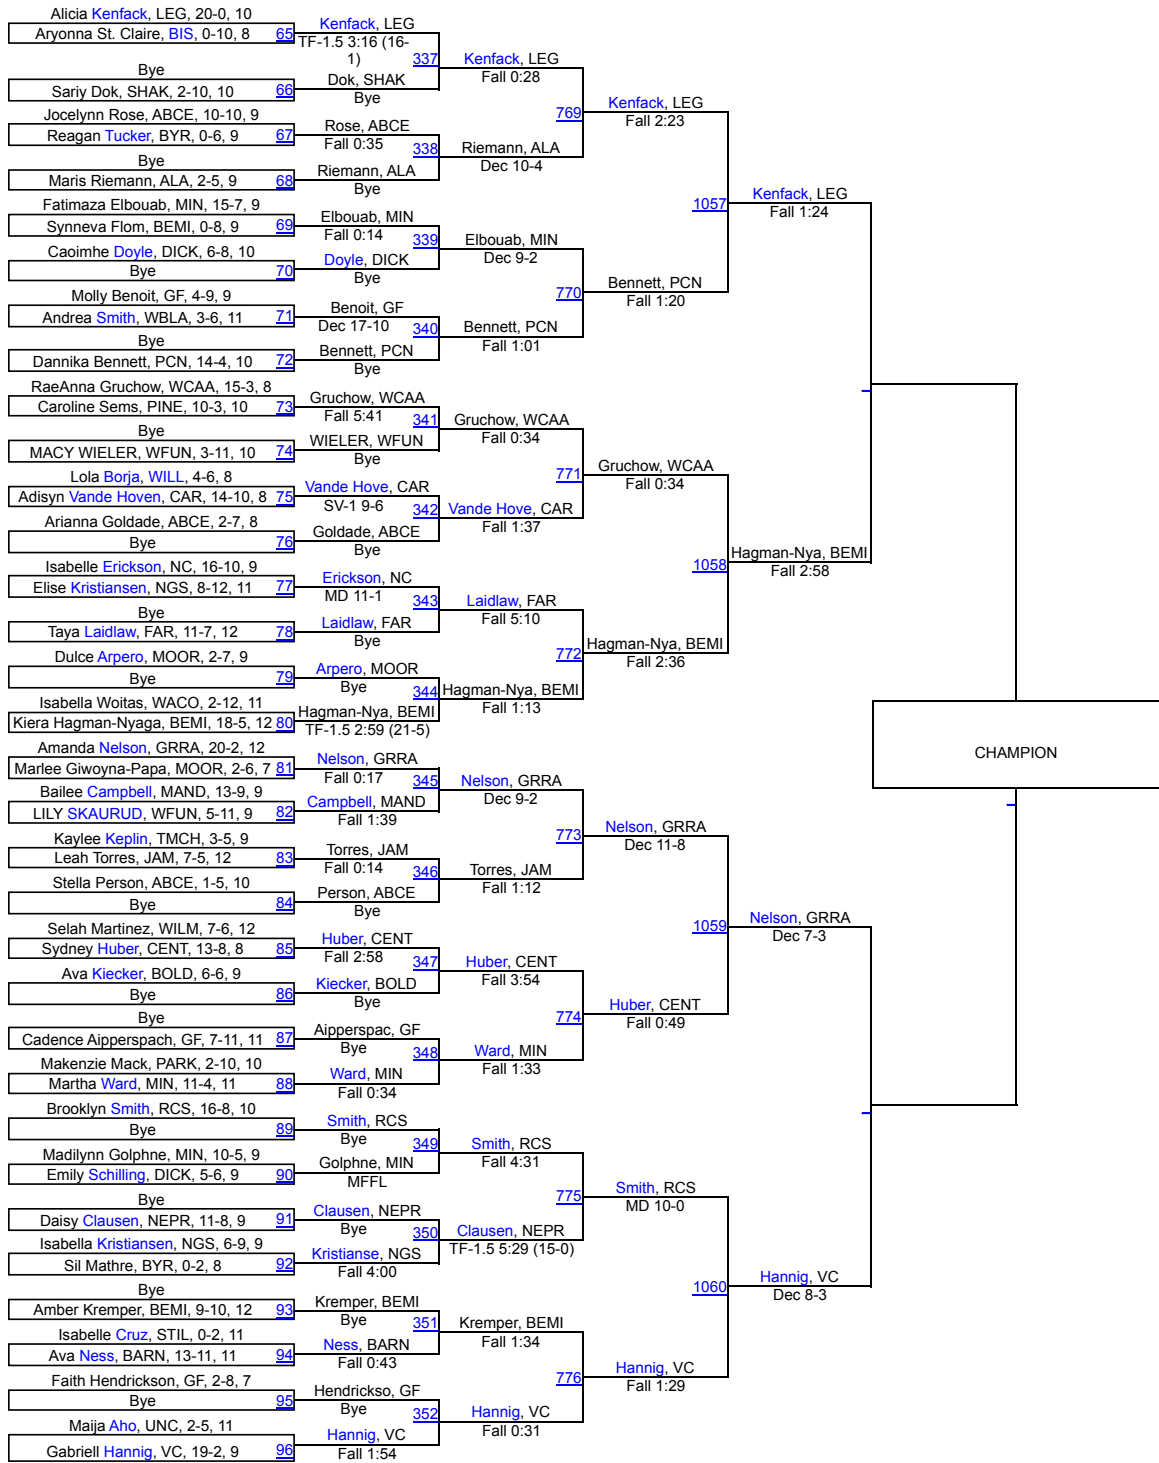 Alicia Kenfack, LEG, 20-0, 10
Aryonna St. Claire, BIS, 0-10, 8 65
Bye
Sariy Dok, SHAK, 2-10, 10 66
Jocelynn Rose, ABCE, 10-10, 9
Reagan Tucker, BYR, 0-6, 9 67
Bye
Maris Riemann, ALA, 2-5, 9 68
Fatimaza Elbouab, MIN, 15-7, 9
Synneva Flom, BEMI, 0-8, 9 69
Caoimhe Doyle, DICK, 6-8, 10
Bye 70
Molly Benoit, GF, 4-9, 9
Andrea Smith, WBLA, 3-6, 11 71
Bye
Dannika Bennett, PCN, 14-4, 10 72
RaeAnna Gruchow, WCAA, 15-3, 8
Caroline Sems, PINE, 10-3, 10 73
Bye
MACY WIELER, WFUN, 3-11, 10 74
Lola Borja, WILL, 4-6, 8
Adisyn Vande Hoven, CAR, 14-10, 8 75
Arianna Goldade, ABCE, 2-7, 8
Bye 76
Isabelle Erickson, NC, 16-10, 9
Elise Kristiansen, NGS, 8-12, 11 77
Bye
Taya Laidlaw, FAR, 11-7, 12 78
Dulce Arpero, MOOR, 2-7, 9
Bye 79
Isabella Woitas, WACO, 2-12, 11
Kiera Hagman-Nyaga, BEMI, 18-5, 12 80
Amanda Nelson, GRRA, 20-2, 12
Marlee Giwoyna-Papa, MOOR, 2-6, 7 81
Bailee Campbell, MAND, 13-9, 9
LILY SKAURUD, WFUN, 5-11, 9 82
Kaylee Keplin, TMCH, 3-5, 9
Leah Torres, JAM, 7-5, 12 83
Stella Person, ABCE, 1-5, 10
Bye 84
Selah Martinez, WILM, 7-6, 12
Sydney Huber, CENT, 13-8, 8 85
Ava Kiecker, BOLD, 6-6, 9
Bye 86
Bye
Cadence Aipperspach, GF, 7-11, 11 87
Makenzie Mack, PARK, 2-10, 10
Martha Ward, MIN, 11-4, 11 88
Brooklyn Smith, RCS, 16-8, 10
Bye 89
Madilynn Golphne, MIN, 10-5, 9
Emily Schilling, DICK, 5-6, 9 90
Bye
Daisy Clausen, NEPR, 11-8, 9 91
Isabella Kristiansen, NGS, 6-9, 9
Sil Mathre, BYR, 0-2, 8 92
Bye
Amber Kremper, BEMI, 9-10, 12 93
Isabelle Cruz, STIL, 0-2, 11
Ava Ness, BARN, 13-11, 11 94
Faith Hendrickson, GF, 2-8, 7
Bye 95
Maija Aho, UNC, 2-5, 11
Gabriell Hannig, VC, 19-2, 9 96
Kenfack, LEG
TF-1.5 3:16 (16-
1)
337
Dok, SHAK
Bye
Rose, ABCE
Fall 0:35
338
Riemann, ALA
Bye
Elbouab, MIN
Fall 0:14
339
Doyle, DICK
Bye
Benoit, GF
Dec 17-10
340
Bennett, PCN
Bye
Gruchow, WCAA
Fall 5:41
341
WIELER, WFUN
Bye
Vande Hove, CAR
SV-1 9-6
342
Goldade, ABCE
Bye
Erickson, NC
MD 11-1
343
Laidlaw, FAR
Bye
Arpero, MOOR
Bye
344
Hagman-Nya, BEMI
TF-1.5 2:59 (21-5)
Nelson, GRRA
Fall 0:17
345
Campbell, MAND
Fall 1:39
Torres, JAM
Fall 0:14
346
Person, ABCE
Bye
Huber, CENT
Fall 2:58
347
Kiecker, BOLD
Bye
Aipperspac, GF
Bye
348
Ward, MIN
Fall 0:34
Smith, RCS
Bye
349
Golphne, MIN
MFFL
Clausen, NEPR
Bye
350
Kristianse, NGS
Fall 4:00
Kremper, BEMI
Bye
351
Ness, BARN
Fall 0:43
Hendrickso, GF
Bye
352
Hannig, VC
Fall 1:54
Kenfack, LEG
Fall 0:28
769
Riemann, ALA
Dec 10-4
Elbouab, MIN
Dec 9-2
770
Bennett, PCN
Fall 1:01
Gruchow, WCAA
Fall 0:34
771
Vande Hove, CAR
Fall 1:37
Laidlaw, FAR
Fall 5:10
772
Hagman-Nya, BEMI
Fall 1:13
Nelson, GRRA
Dec 9-2
773
Torres, JAM
Fall 1:12
Huber, CENT
Fall 3:54
774
Ward, MIN
Fall 1:33
Smith, RCS
Fall 4:31
775
Clausen, NEPR
TF-1.5 5:29 (15-0)
Kremper, BEMI
Fall 1:34
776
Hannig, VC
Fall 0:31
Kenfack, LEG
Fall 2:23
1057
Bennett, PCN
Fall 1:20
Gruchow, WCAA
Fall 0:34
1058
Hagman-Nya, BEMI
Fall 2:36
Nelson, GRRA
Dec 11-8
1059
Huber, CENT
Fall 0:49
Smith, RCS
MD 10-0
1060
Hannig, VC
Fall 1:29
Kenfack, LEG
Fall 1:24
Hagman-Nya, BEMI
Fall 2:58
Nelson, GRRA
Dec 7-3
Hannig, VC
Dec 8-3
CHAMPION